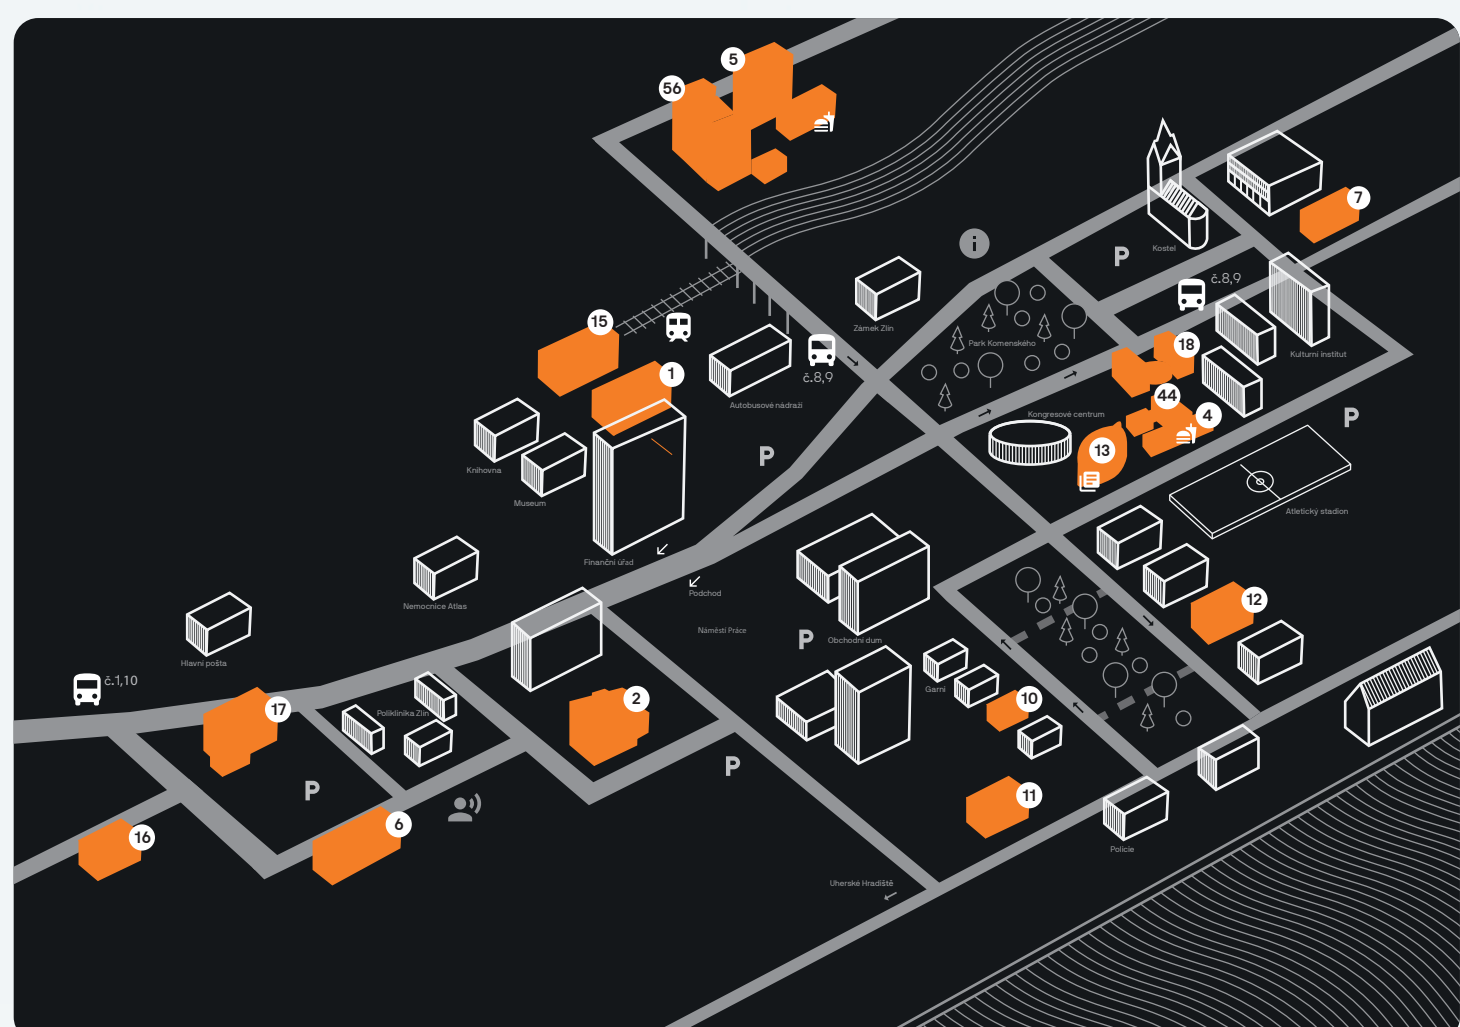 5
56
7
Kostel
P
č.8,9
i
Zámek Zlín
15
18
Park Komenského
Kulturní institut
1
č.8,9
Autobusové nádraží
44
4
Kongresové centrum
P
13
P
Knihovna
Museum
Atletický stadion
Finanční úřad
Podchod
Nemocnice Atlas
12
Náměstí Práce
P
Obchodní dum
Hlavní pošta
č.1,10
Garni
10
2
17
Poliklinika Zlín
P
P
11
6
16
Policie
Uherské Hradiště